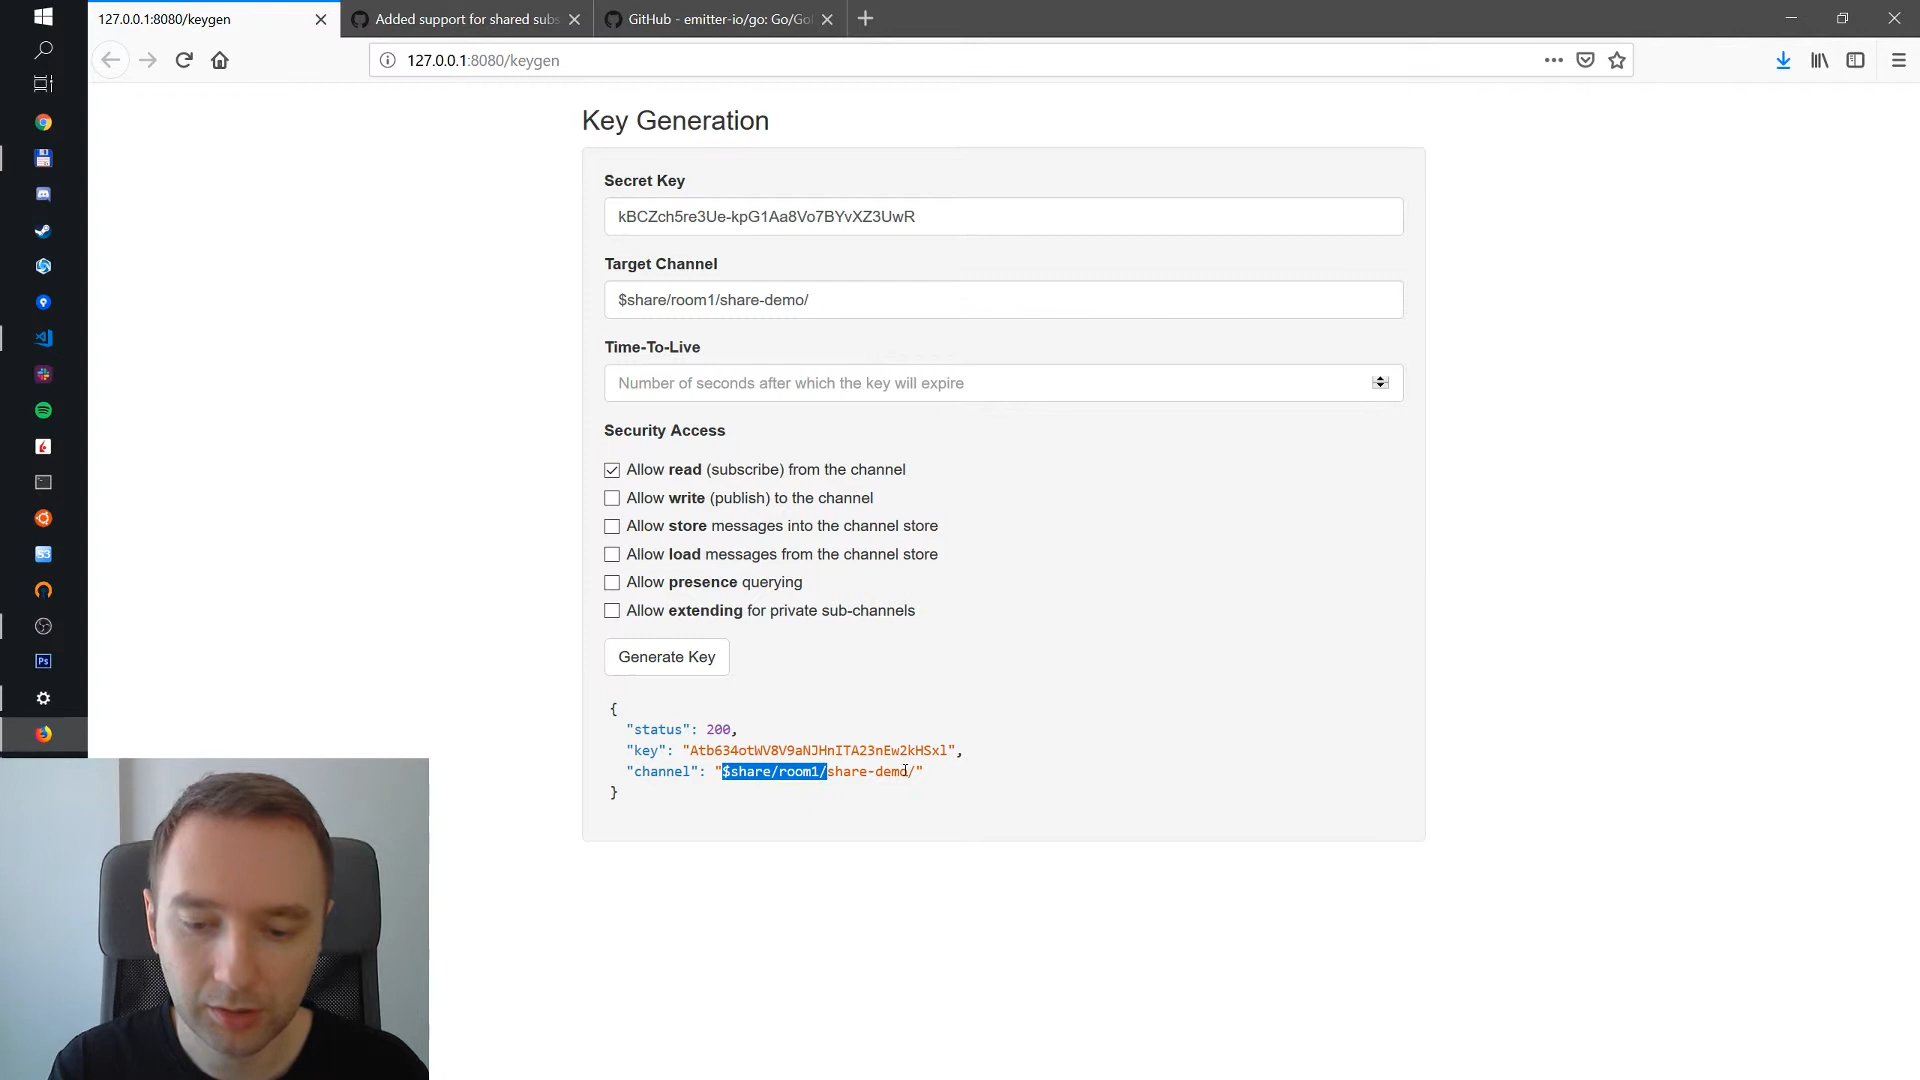 127.0.0.1:8080/keygen
Added support for shared subs
GitHub - emitter-io/go: Go/Gol
127.0.0.1:8080/keygen
Key Generation
Secret Key
kBCZch5re3Ue-kpG1Aa8Vo7BYvXZ3UwR
Target Channel
$share/room1/share-demo/
Time-To-Live
Number of seconds after which the key will expire
Security Access
Allow read (subscribe) from the channel
Allow write (publish) to the channel
Allow store messages into the channel store
Allow load messages from the channel store
Allow presence querying
Allow extending for private sub-channels
Generate Key
{
"status": 200,
"key": "Atb634otWV8V9aNJHnITA23nEw2kHSxl",
"channel": "$share/room1/share-demo/"
}
S3
Ps